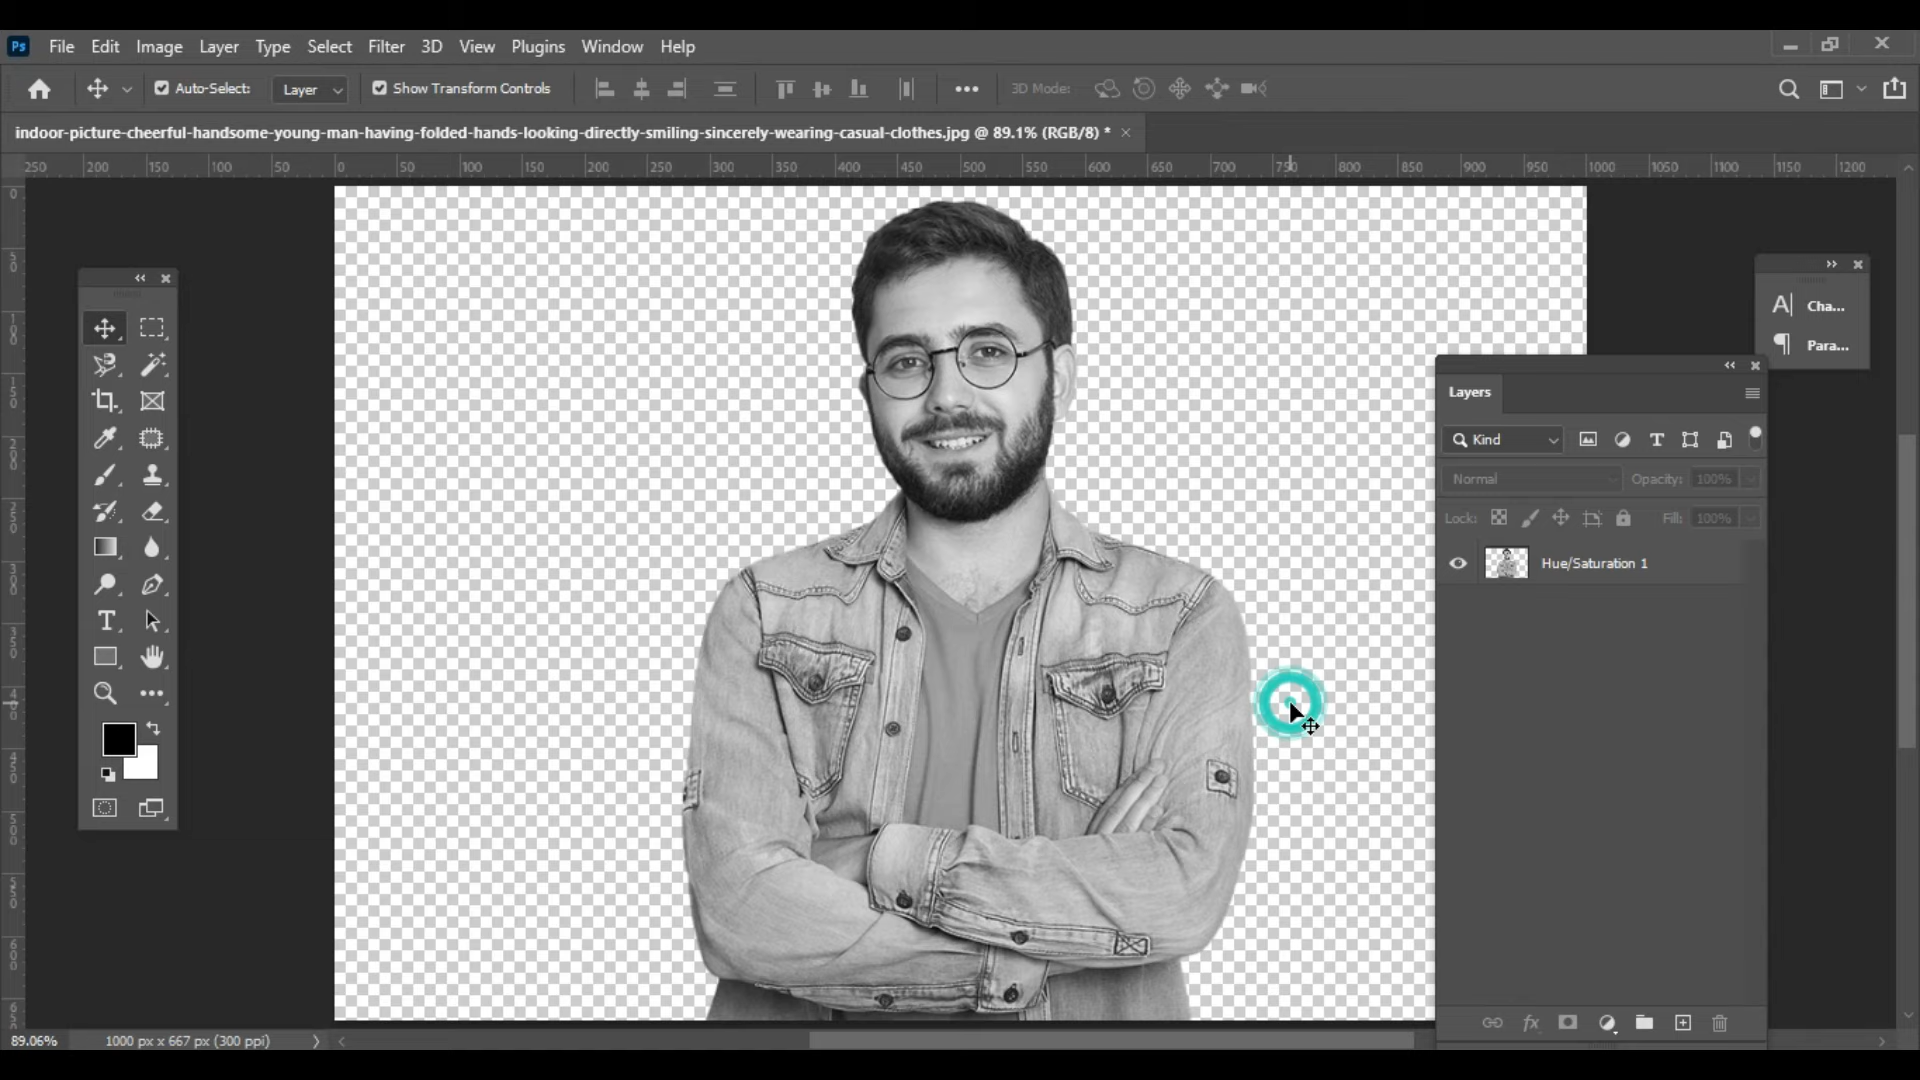 Ps File Edit Image Layer Type Select Filter 3D View Plugins Window Help
Auto-Select: Layer Show Transform Controls 3D Mode:
indoor-picture-cheerful-handsome-young-man-having-folded-hands-looking-directly-smiling-sincerely-wearing-casual-clothes.jpg @ 89.1% (RGB/8) *
250 200 150 100 50 0 50 100 150 200 250 300 350 400 450 500 550 600 650 700 750 800 850 900 950 1000 1050 1100 1150 1200
Cha...
Para...
Layers
Kind
Normal Opacity: 100%
Lock: Fill: 100%
Hue/Saturation 1
89.06% 1000 px x 667 px (300 ppi)